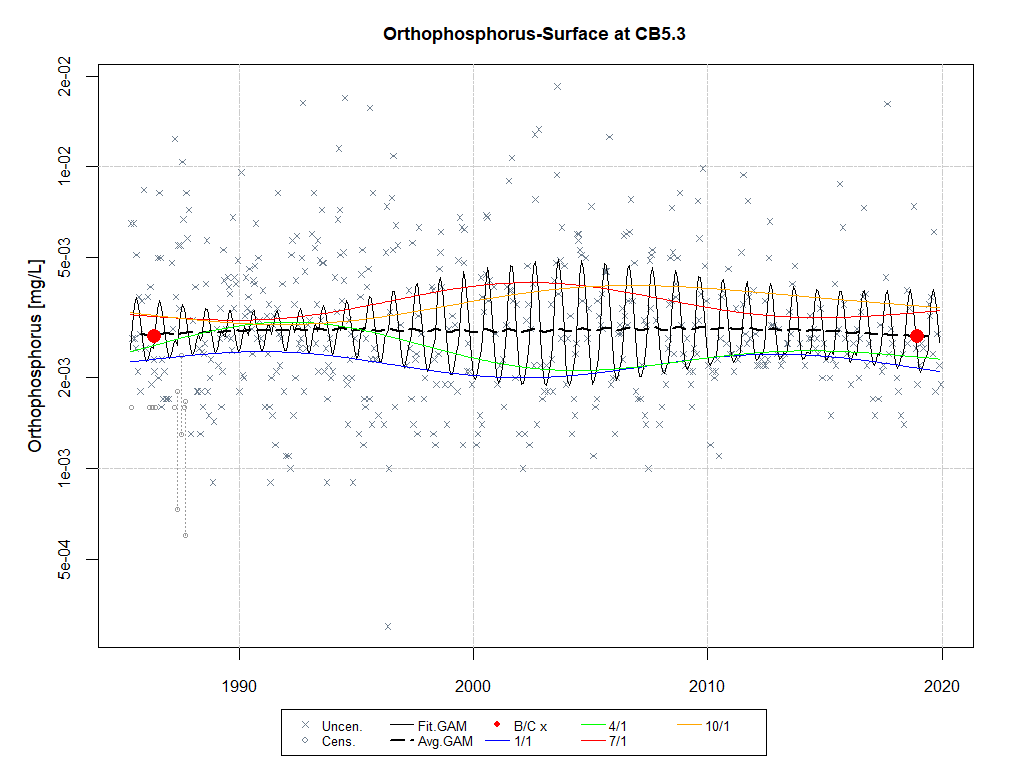 Orthophosphorus-Surface at CB5.3
Orthophosphorus [mg/L]
2e-02
1e-02
5e-03
2e-03
1e-03
5e-04
1990 2000 2010 2020
Uncen. Fit.GAM B/C x 4/1 10/1
Cens. Avg.GAM 1/1 7/1